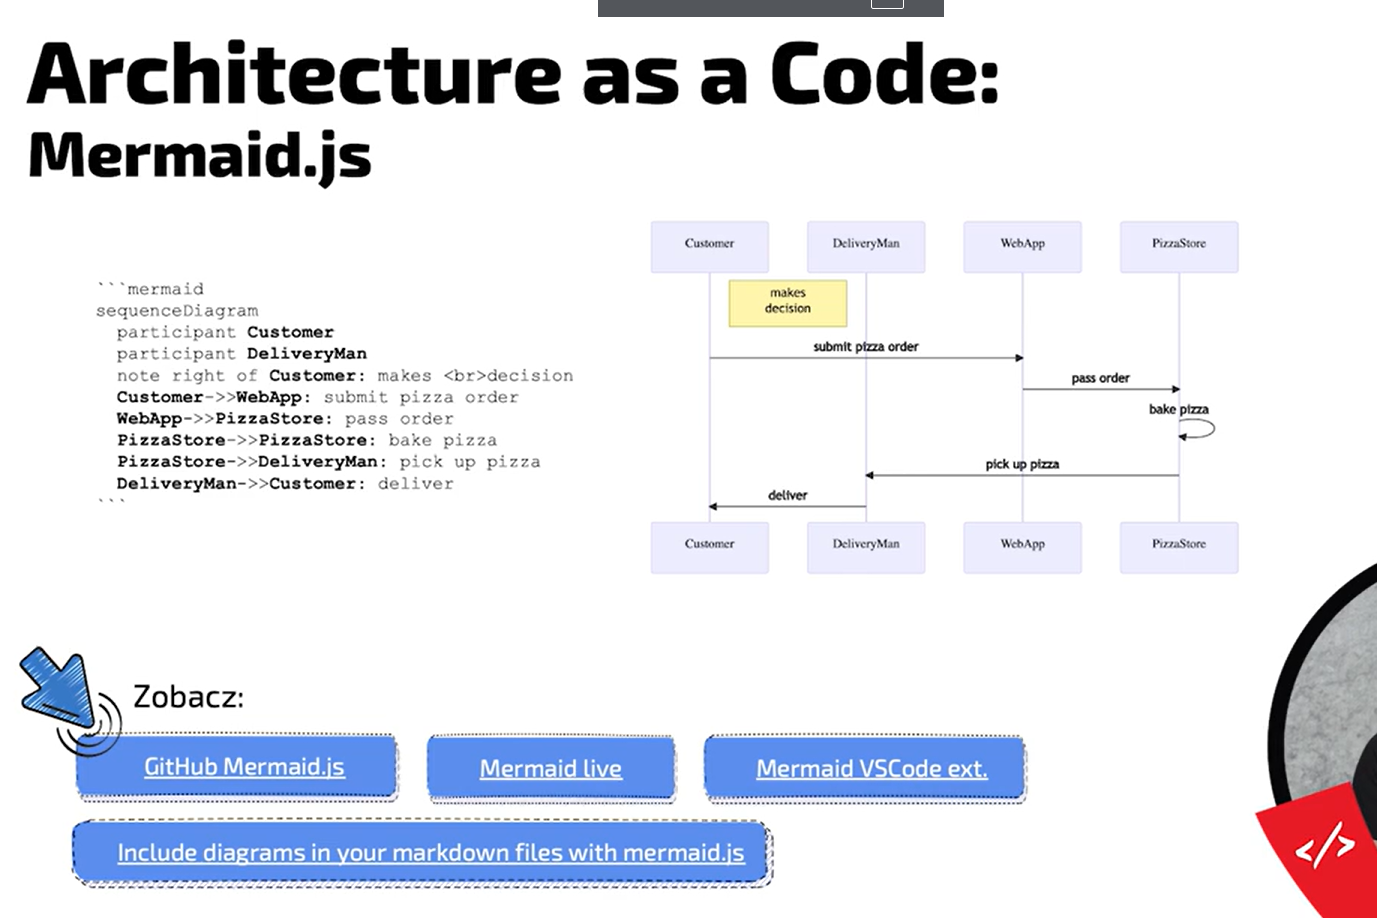 Architecture as a Code:
Mermaid.js
```mermaid
sequenceDiagram
participant Customer
participant DeliveryMan
note right of Customer: makes <br>decision
Customer->>WebApp: submit pizza order
WebApp->>PizzaStore: pass order
PizzaStore->>PizzaStore: bake pizza
PizzaStore->>DeliveryMan: pick up pizza
DeliveryMan->>Customer: deliver
```
Customer DeliveryMan WebApp PizzaStore
makes
decision
submit pizza order
pass order
bake pizza
pick up pizza
deliver
Customer DeliveryMan WebApp PizzaStore
Zobacz:
GitHub Mermaid.js Mermaid live Mermaid VSCode ext.
Include diagrams in your markdown files with mermaid.js
</>